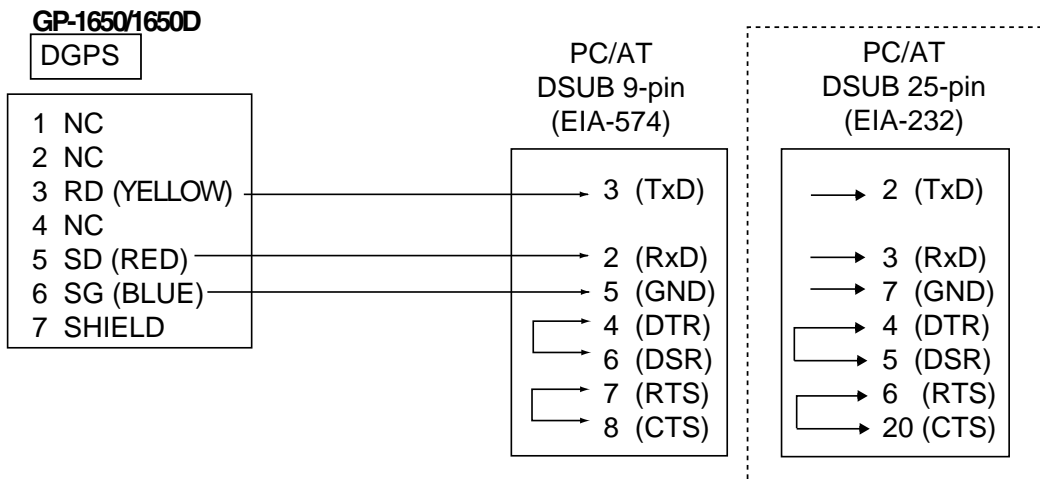 GP-1650/1650D
DGPS
1 NC
2 NC
3 RD (YELLOW)
4 NC
5 SD (RED)
6 SG (BLUE)
7 SHIELD
PC/AT
DSUB 9-pin
(EIA-574)
3 (TxD)
2 (RxD)
5 (GND)
4 (DTR)
6 (DSR)
7 (RTS)
8 (CTS)
PC/AT
DSUB 25-pin
(EIA-232)
2 (TxD)
3 (RxD)
7 (GND)
4 (DTR)
5 (DSR)
6 (RTS)
20 (CTS)